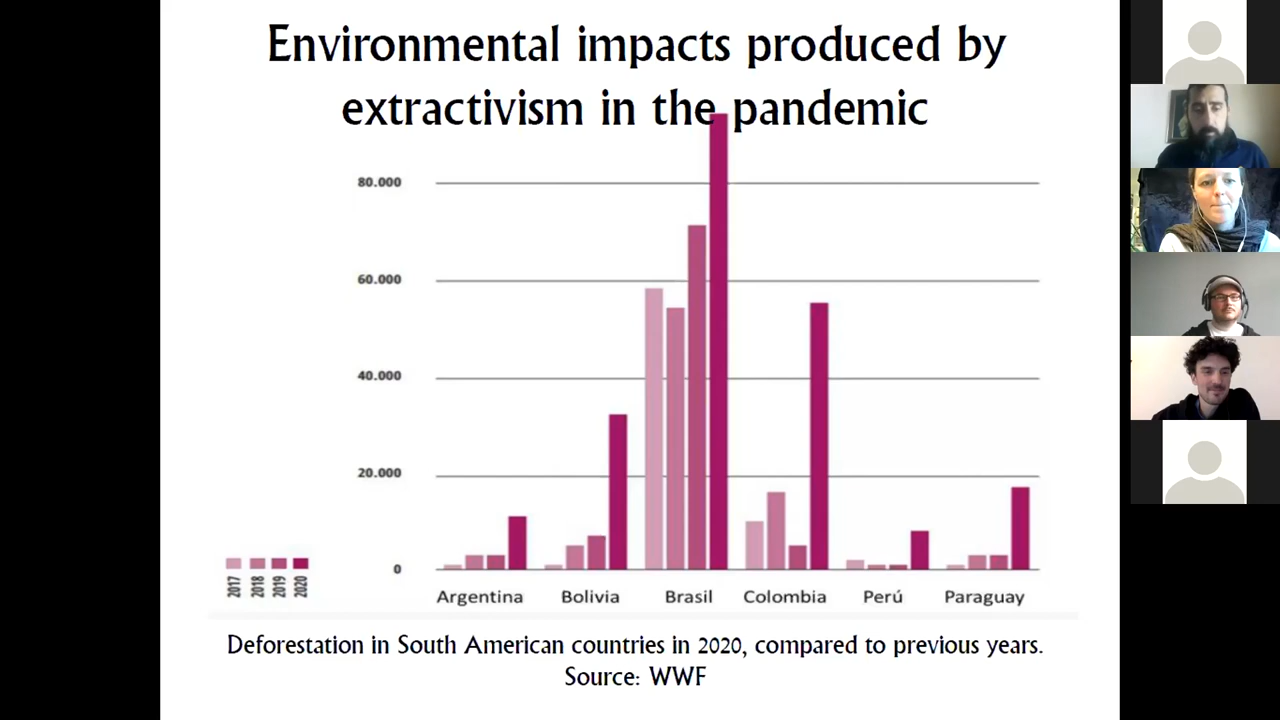 Environmental impacts produced by
extractivism in the pandemic
80.000
60.000
40.000
20.000
0
2017
2018
2019
2020
Argentina
Bolivia
Brasil
Colombia
Perú
Paraguay
Deforestation in South American countries in 2020, compared to previous years.
Source: WWF